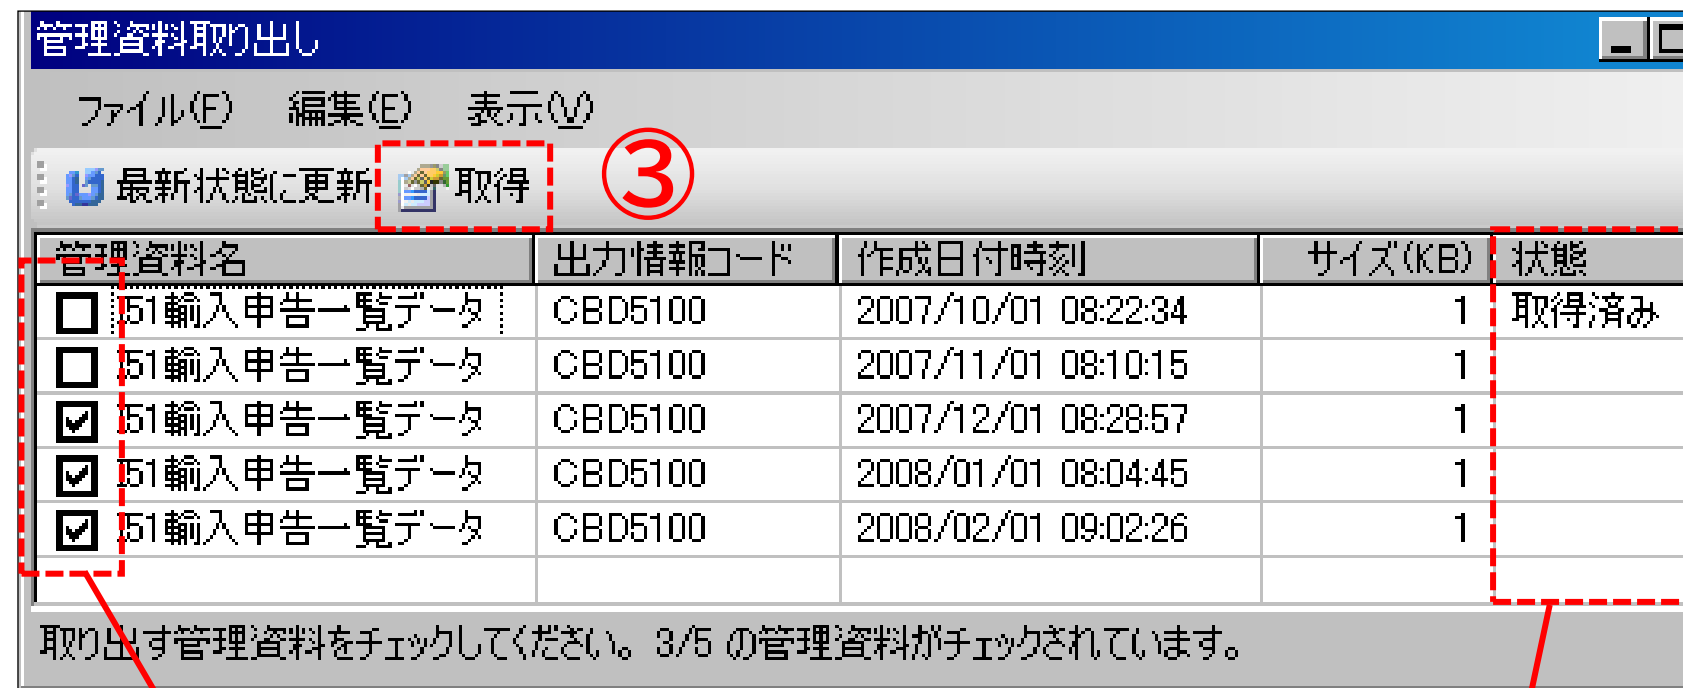 管理資料取り出し
ファイル(F) 編集(E) 表示(V)
最新状態に更新 取得 ③
管理資料名 出力情報コード 作成日付時刻 サイズ(KB) 状態
51輸入申告一覧データ CBD5100 2007/10/01 08:22:34 1 取得済み
51輸入申告一覧データ CBD5100 2007/11/01 08:10:15 1
51輸入申告一覧データ CBD5100 2007/12/01 08:28:57 1
51輸入申告一覧データ CBD5100 2008/01/01 08:04:45 1
51輸入申告一覧データ CBD5100 2008/02/01 09:02:26 1
取り出す管理資料をチェックしてください。3/5 の管理資料がチェックされています。